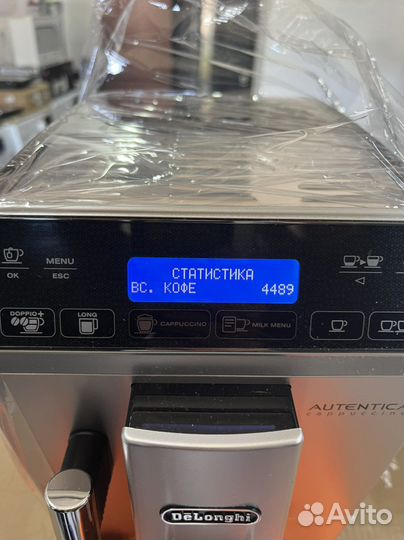 СТАТИСТИКА
ВС. КОФЕ 4489
OK
MENU
ESC
DOPPIO+
LONG
CAPPUCCINO
MILK MENU
AUTENTICA
cappuccino
DeLonghi
Avito